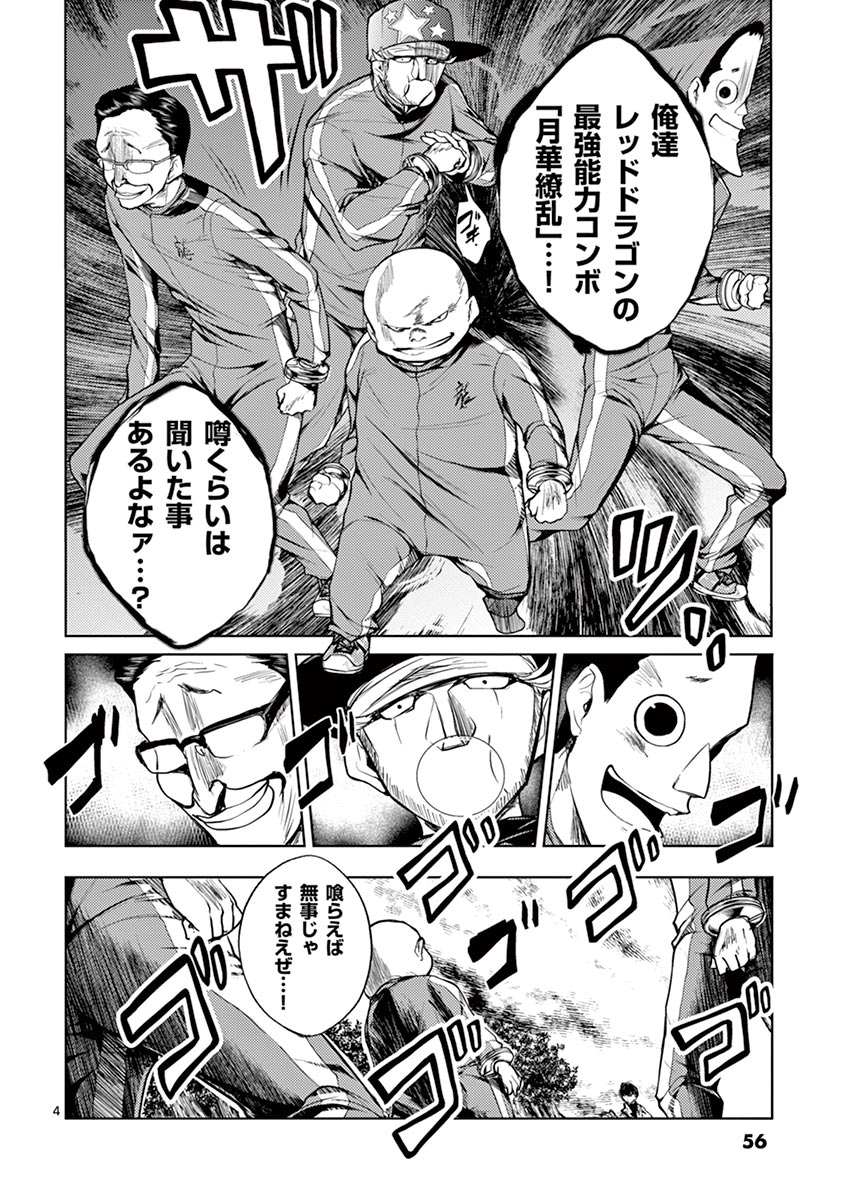 俺達
レッドドラゴンの
最強能力コンボ
「月華繚乱」…!
ザッ
噂くらいは
聞いた事
あるよなァ…?
ゴ
ゴ
ゴ
ゴ
ゴ
喰らえば
無事じゃ
すまねえぜ…!
ゴ
ゴ
ゴ
4
56